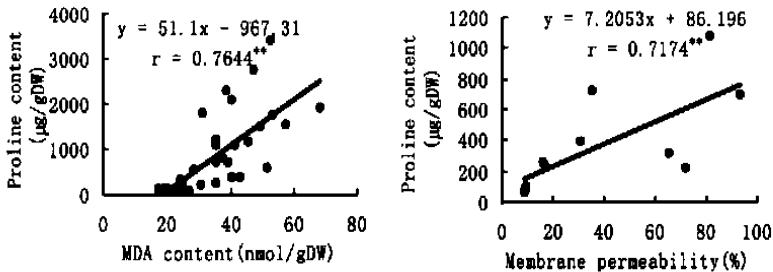 y = 51.1x - 967.31
r = 0.7644**
Proline content
(μg/gDW)
4000
3000
2000
1000
0
0 20 40 60 80
MDA content(nmol/gDW)
y = 7.2053x + 86.196
r = 0.7174**
Proline content
(μg/gDW)
1200
1000
800
600
400
200
0
0 20 40 60 80 100
Membrane permeability(%)